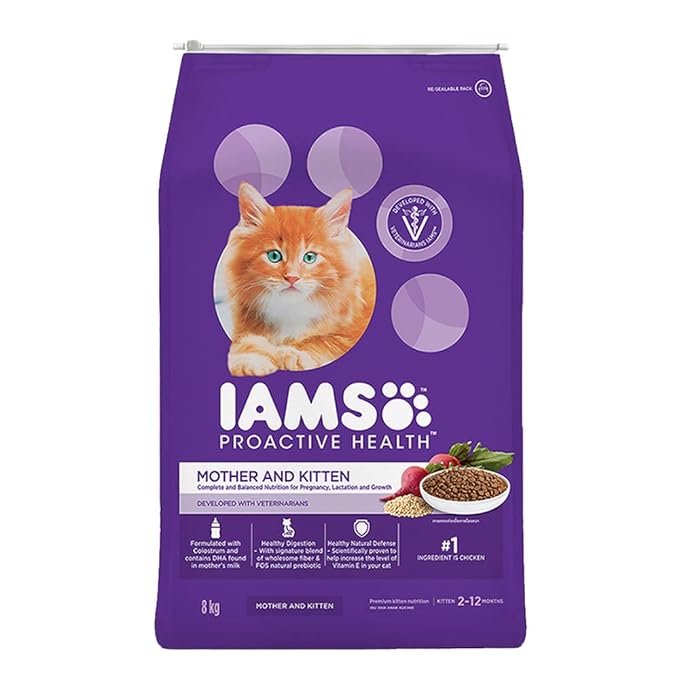 RE-SEALABLE PACK
DEVELOPED WITH
VETERINARIANS IAMS™
IAMS™
PROACTIVE HEALTH™
MOTHER AND KITTEN
Complete and Balanced Nutrition for Pregnancy, Lactation and Growth
DEVELOPED WITH VETERINARIANS
Formulated with
Colostrum and
contains DHA found
in mother's milk
Healthy Digestion
- With signature blend
of wholesome fiber &
FOS natural prebiotic
Healthy Natural Defense
- Scientifically proven to
help increase the level of
Vitamin E in your cat
#1
INGREDIENT IS CHICKEN
8 kg
MOTHER AND KITTEN
Premium kitten nutrition
KITTEN 2-12 MONTHS